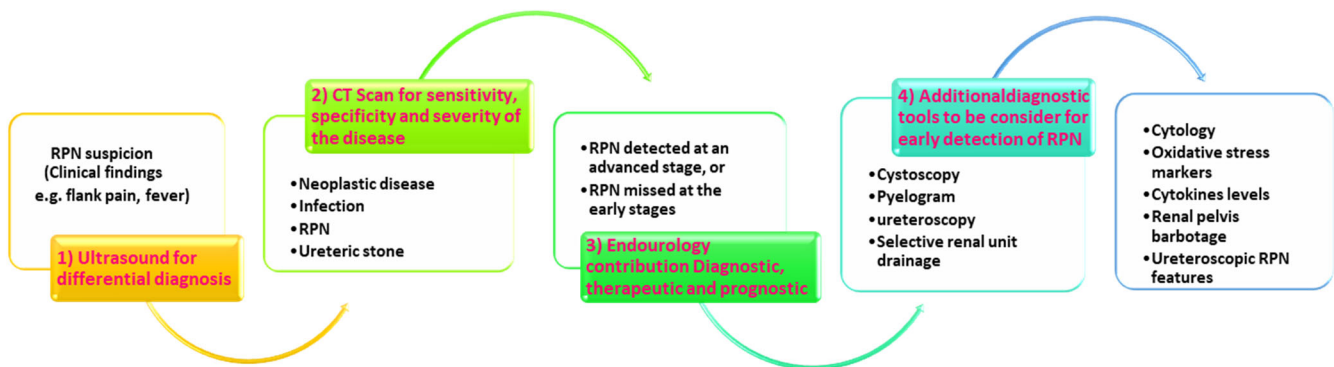 RPN suspicion
(Clinical findings
e.g. flank pain, fever)
1) Ultrasound for
differential diagnosis
2) CT Scan for sensitivity,
specificity and severity of
the disease
•Neoplastic disease
•Infection
•RPN
•Ureteric stone
•RPN detected at an
advanced stage, or
•RPN missed at the
early stages
3) Endourology
contribution Diagnostic,
therapeutic and prognostic
4) Additionaldiagnostic
tools to be consider for
early detection of RPN
•Cystoscopy
•Pyelogram
•ureteroscopy
•Selective renal unit
drainage
•Cytology
•Oxidative stress
markers
•Cytokines levels
•Renal pelvis
barbotage
•Ureteroscopic RPN
features